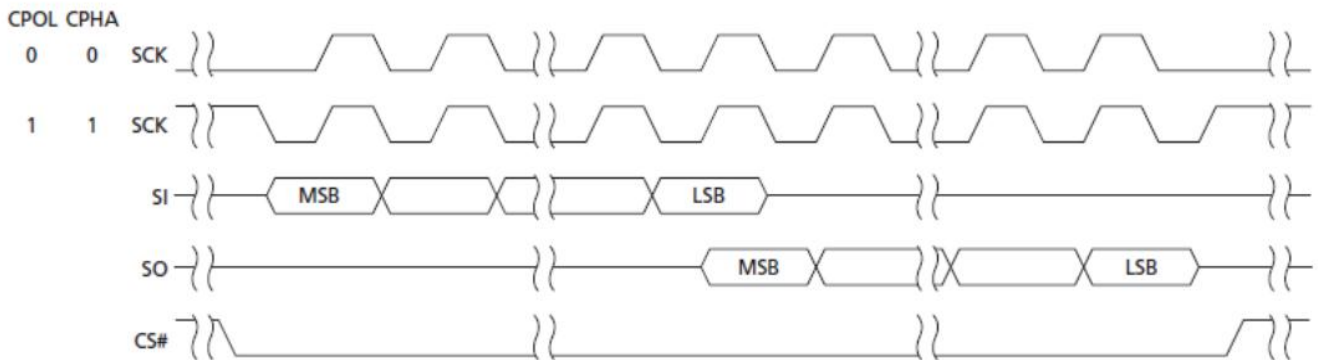 CPOL CPHA
0 0 SCK
1 1 SCK
SI MSB LSB
SO MSB LSB
CS#